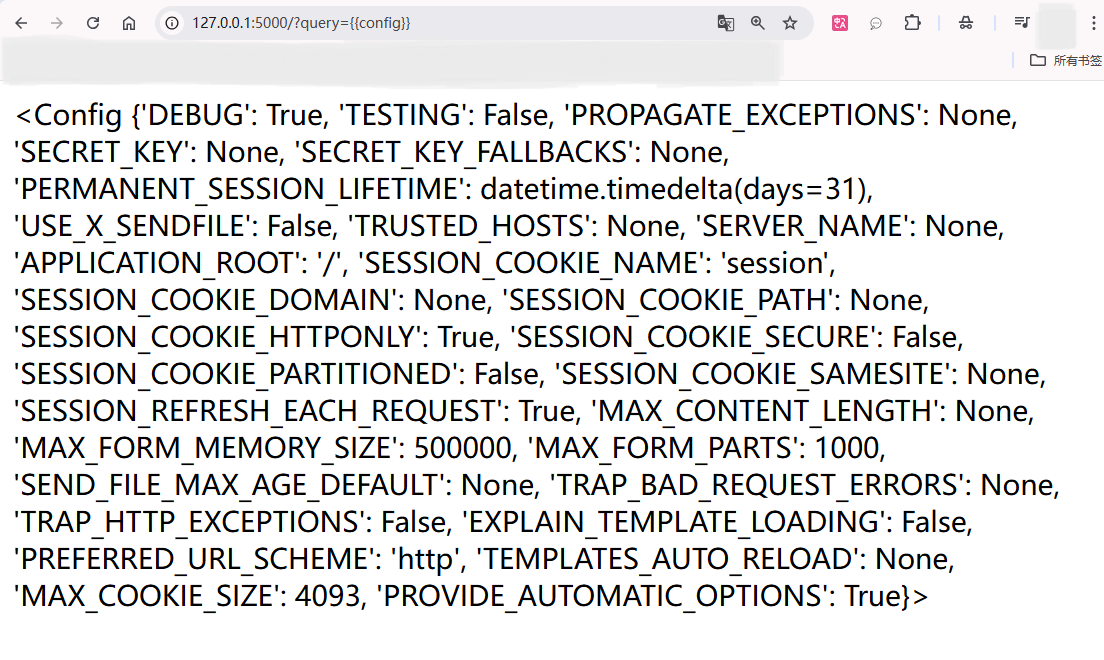 127.0.0.1:5000/?query={{config}}
所有书签
<Config {'DEBUG': True, 'TESTING': False, 'PROPAGATE_EXCEPTIONS': None,
'SECRET_KEY': None, 'SECRET_KEY_FALLBACKS': None,
'PERMANENT_SESSION_LIFETIME': datetime.timedelta(days=31),
'USE_X_SENDFILE': False, 'TRUSTED_HOSTS': None, 'SERVER_NAME': None,
'APPLICATION_ROOT': '/', 'SESSION_COOKIE_NAME': 'session',
'SESSION_COOKIE_DOMAIN': None, 'SESSION_COOKIE_PATH': None,
'SESSION_COOKIE_HTTPONLY': True, 'SESSION_COOKIE_SECURE': False,
'SESSION_COOKIE_PARTITIONED': False, 'SESSION_COOKIE_SAMESITE': None,
'SESSION_REFRESH_EACH_REQUEST': True, 'MAX_CONTENT_LENGTH': None,
'MAX_FORM_MEMORY_SIZE': 500000, 'MAX_FORM_PARTS': 1000,
'SEND_FILE_MAX_AGE_DEFAULT': None, 'TRAP_BAD_REQUEST_ERRORS': None,
'TRAP_HTTP_EXCEPTIONS': False, 'EXPLAIN_TEMPLATE_LOADING': False,
'PREFERRED_URL_SCHEME': 'http', 'TEMPLATES_AUTO_RELOAD': None,
'MAX_COOKIE_SIZE': 4093, 'PROVIDE_AUTOMATIC_OPTIONS': True}>